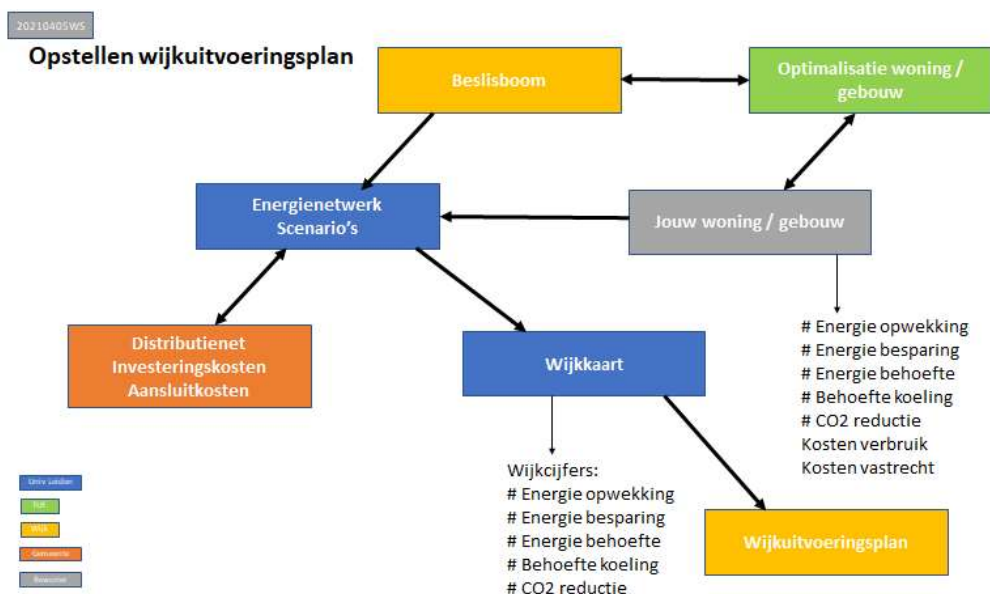 20210405WS
Opstellen wijkuitvoeringsplan
Beslisboom
Optimalisatie woning /
gebouw
Energienetwerk
Scenario's
Jouw woning / gebouw
Distributienet
Investeringskosten
Aansluitkosten
Wijkkaart
# Energie opwekking
# Energie besparing
# Energie behoefte
# Behoefte koeling
# CO2 reductie
Kosten verbruik
Kosten vastrecht
Wijkcijfers:
# Energie opwekking
# Energie besparing
# Energie behoefte
# Behoefte koeling
# CO2 reductie
Wijkuitvoeringsplan
Univ Leiden
Wijk
Gemeente
Bewoner